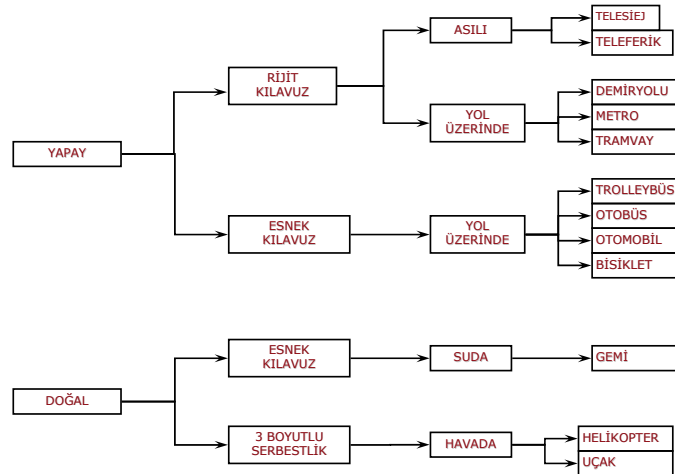 YAPAY
RİJİT
KILAVUZ
ASILI
TELESİEJ
TELEFERİK
YOL
ÜZERİNDE
DEMİRYOLU
METRO
TRAMVAY
ESNEK
KILAVUZ
YOL
ÜZERİNDE
TROLLEYBÜS
OTOBÜS
OTOMOBİL
BİSİKLET
DOĞAL
ESNEK
KILAVUZ
SUDA
GEMİ
3 BOYUTLU
SERBESTLİK
HAVADA
HELİKOPTER
UÇAK